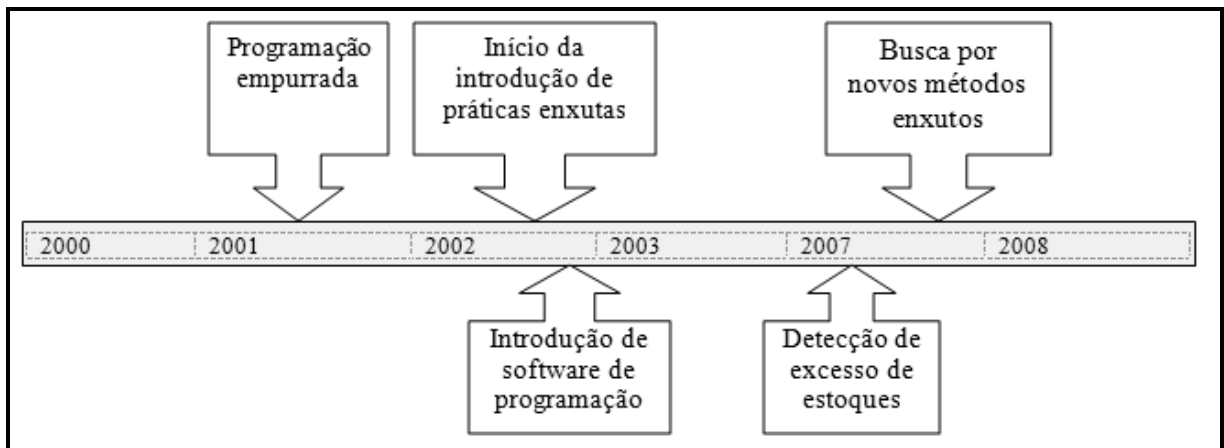 Programação
empurrada
Início da
introdução de
práticas enxutas
Busca por
novos métodos
enxutos
2000
2001
2002
2003
2007
2008
Introdução de
software de
programação
Detecção de
excesso de
estoques